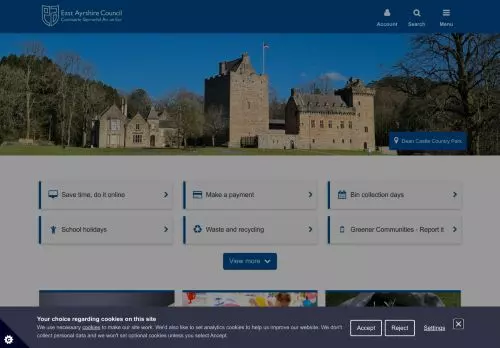 East Ayrshire Council
Comhairle Siorrachd Àir an Ear
Account
Search
Menu
Dean Castle Country Park
Save time, do it online
Make a payment
Bin collection days
School holidays
Waste and recycling
Greener Communities - Report it
View more
Your choice regarding cookies on this site
We use necessary cookies to make our site work. We'd also like to set analytics cookies to help us improve our website. We don't
collect personal data and we won't set optional cookies unless you select Accept.
Accept
Reject
Settings